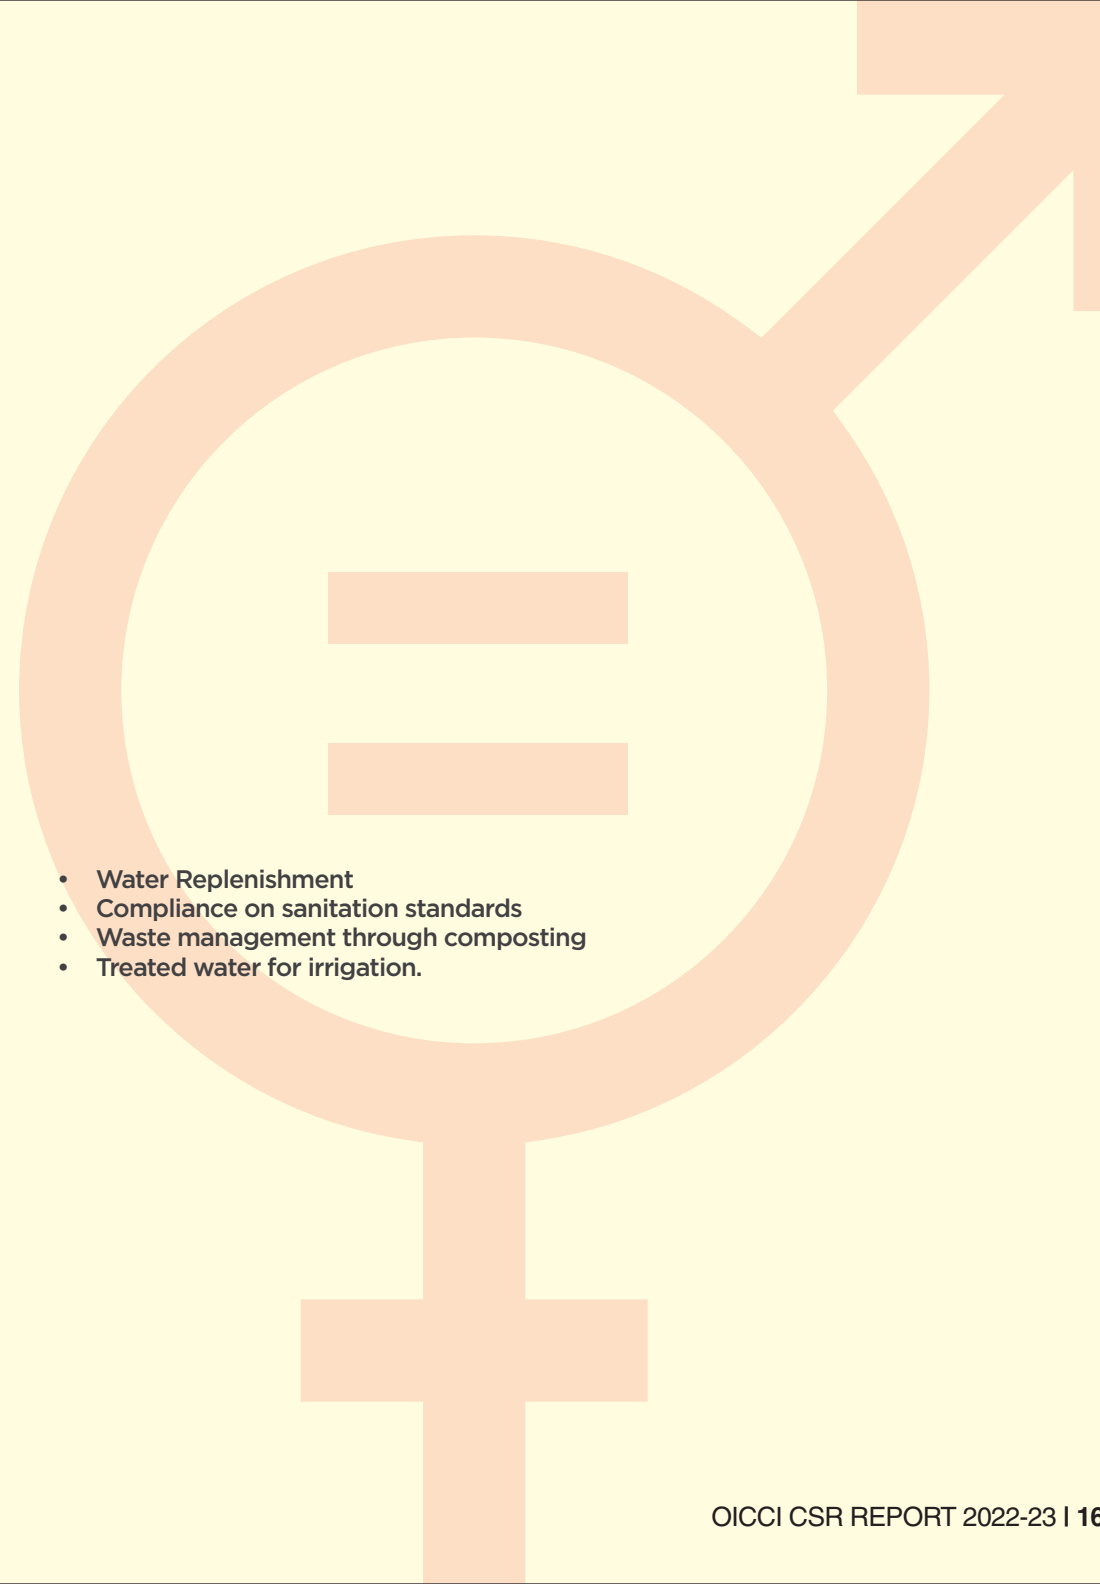 • Water Replenishment
• Compliance on sanitation standards
• Waste management through composting
• Treated water for irrigation.
OICCI CSR REPORT 2022-23 | 16